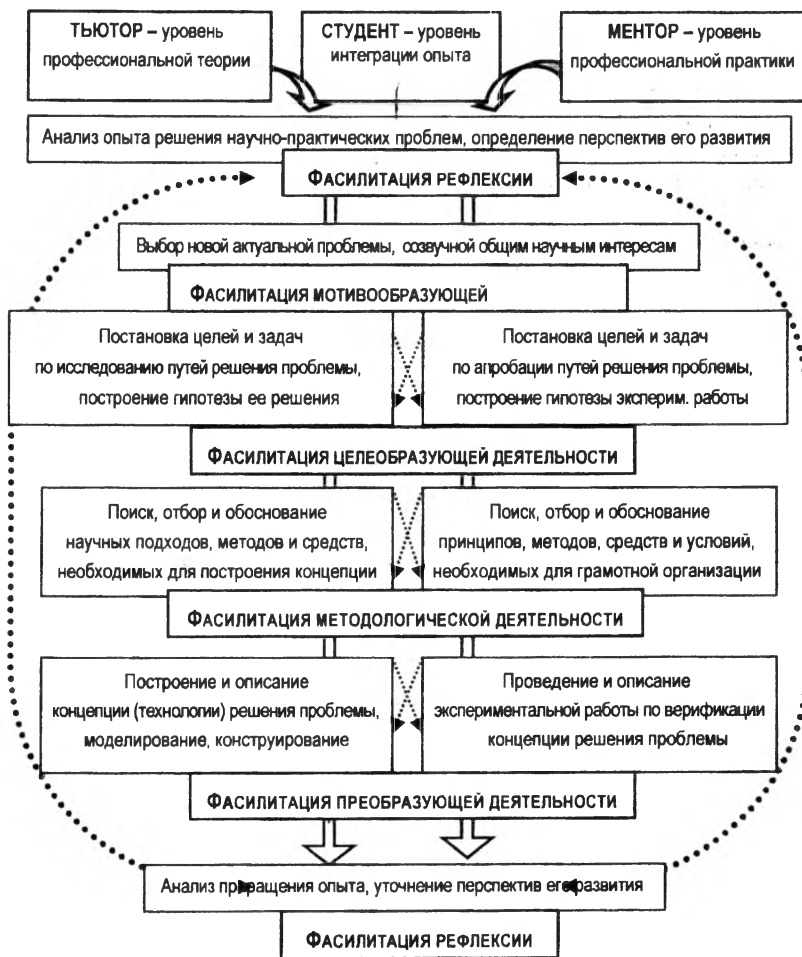 ТЬЮТОР – уровень
профессиональной теории
СТУДЕНТ – уровень
интеграции опыта
МЕНТОР – уровень
профессиональной практики
Анализ опыта решения научно-практических проблем, определение перспектив его развития
ФАСИЛИТАЦИЯ РЕФЛЕКСИИ
Выбор новой актуальной проблемы, созвучной общим научным интересам
ФАСИЛИТАЦИЯ МОТИВООБРАЗУЮЩЕЙ
Постановка целей и задач
по исследованию путей решения проблемы,
построение гипотезы ее решения
Постановка целей и задач
по апробации путей решения проблемы,
построение гипотезы эксперим. работы
ФАСИЛИТАЦИЯ ЦЕЛЕОБРАЗУЮЩЕЙ ДЕЯТЕЛЬНОСТИ
Поиск, отбор и обоснование
научных подходов, методов и средств,
необходимых для построения концепции
Поиск, отбор и обоснование
принципов, методов, средств и условий,
необходимых для грамотной организации
ФАСИЛИТАЦИЯ МЕТОДОЛОГИЧЕСКОЙ ДЕЯТЕЛЬНОСТИ
Построение и описание
концепции (технологии) решения проблемы,
моделирование, конструирование
Проведение и описание
экспериментальной работы по верификации
концепции решения проблемы
ФАСИЛИТАЦИЯ ПРЕОБРАЗУЮЩЕЙ ДЕЯТЕЛЬНОСТИ
Анализ приращения опыта, уточнение перспектив его развития
ФАСИЛИТАЦИЯ РЕФЛЕКСИИ